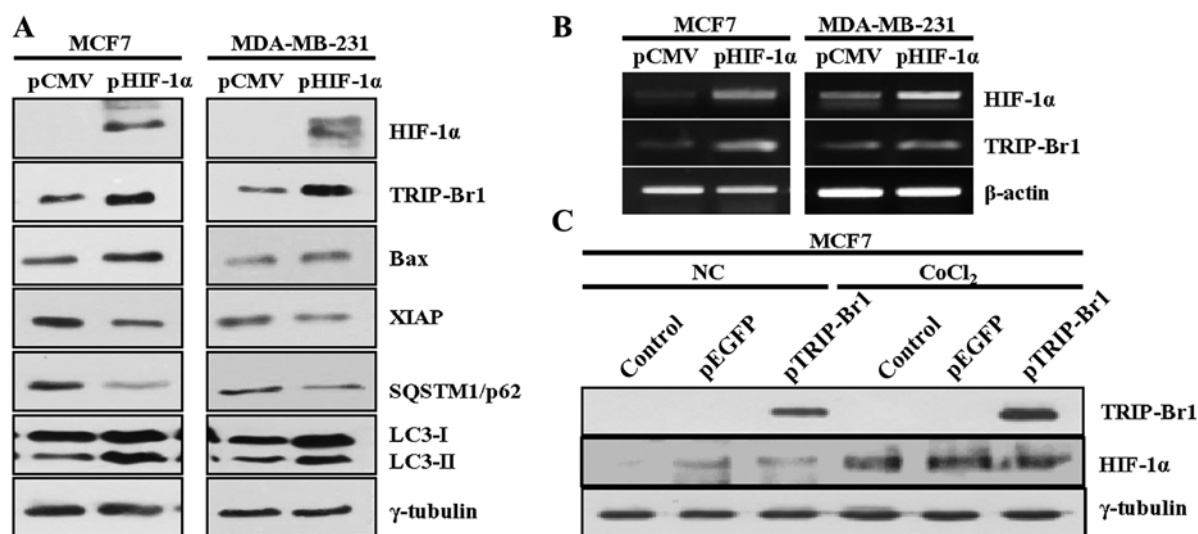 A
MCF7 MDA-MB-231
pCMV pHIF-1α pCMV pHIF-1α
HIF-1α
TRIP-Br1
Bax
XIAP
SQSTM1/p62
LC3-I
LC3-II
γ-tubulin
B
MCF7 MDA-MB-231
pCMV pHIF-1α pCMV pHIF-1α
HIF-1α
TRIP-Br1
β-actin
C
MCF7
NC CoCl₂
Control pEGFP pTRIP-Br1 Control pEGFP pTRIP-Br1
TRIP-Br1
HIF-1α
γ-tubulin